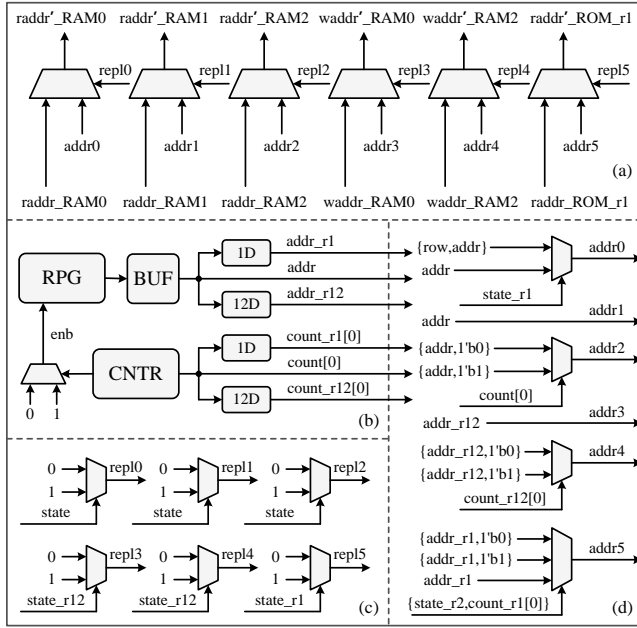 raddr′_RAM0 raddr′_RAM1 raddr′_RAM2 waddr′_RAM0 waddr′_RAM2 raddr′_ROM_r1
repl0 repl1 repl2 repl3 repl4 repl5
addr0 addr1 addr2 addr3 addr4 addr5
(a)
raddr_RAM0 raddr_RAM1 raddr_RAM2 waddr_RAM0 waddr_RAM2 raddr_ROM_r1
RPG
BUF
1D
addr_r1
addr
12D
addr_r12
enb
CNTR
1D
count_r1[0]
count[0]
12D
count_r12[0]
0 1
(b)
0
1
state
repl0
0
1
state
repl1
0
1
state
repl2
0
1
state_r12
repl3
0
1
state_r12
repl4
0
1
state_r1
repl5
(c)
{row,addr}
addr
state_r1
addr0
addr
addr1
{addr,1'b0}
{addr,1'b1}
count[0]
addr2
addr_r12
addr3
{addr_r12,1'b0}
{addr_r12,1'b1}
count_r12[0]
addr4
{addr_r1,1'b0}
{addr_r1,1'b1}
addr_r1
{state_r2,count_r1[0]}
addr5
(d)